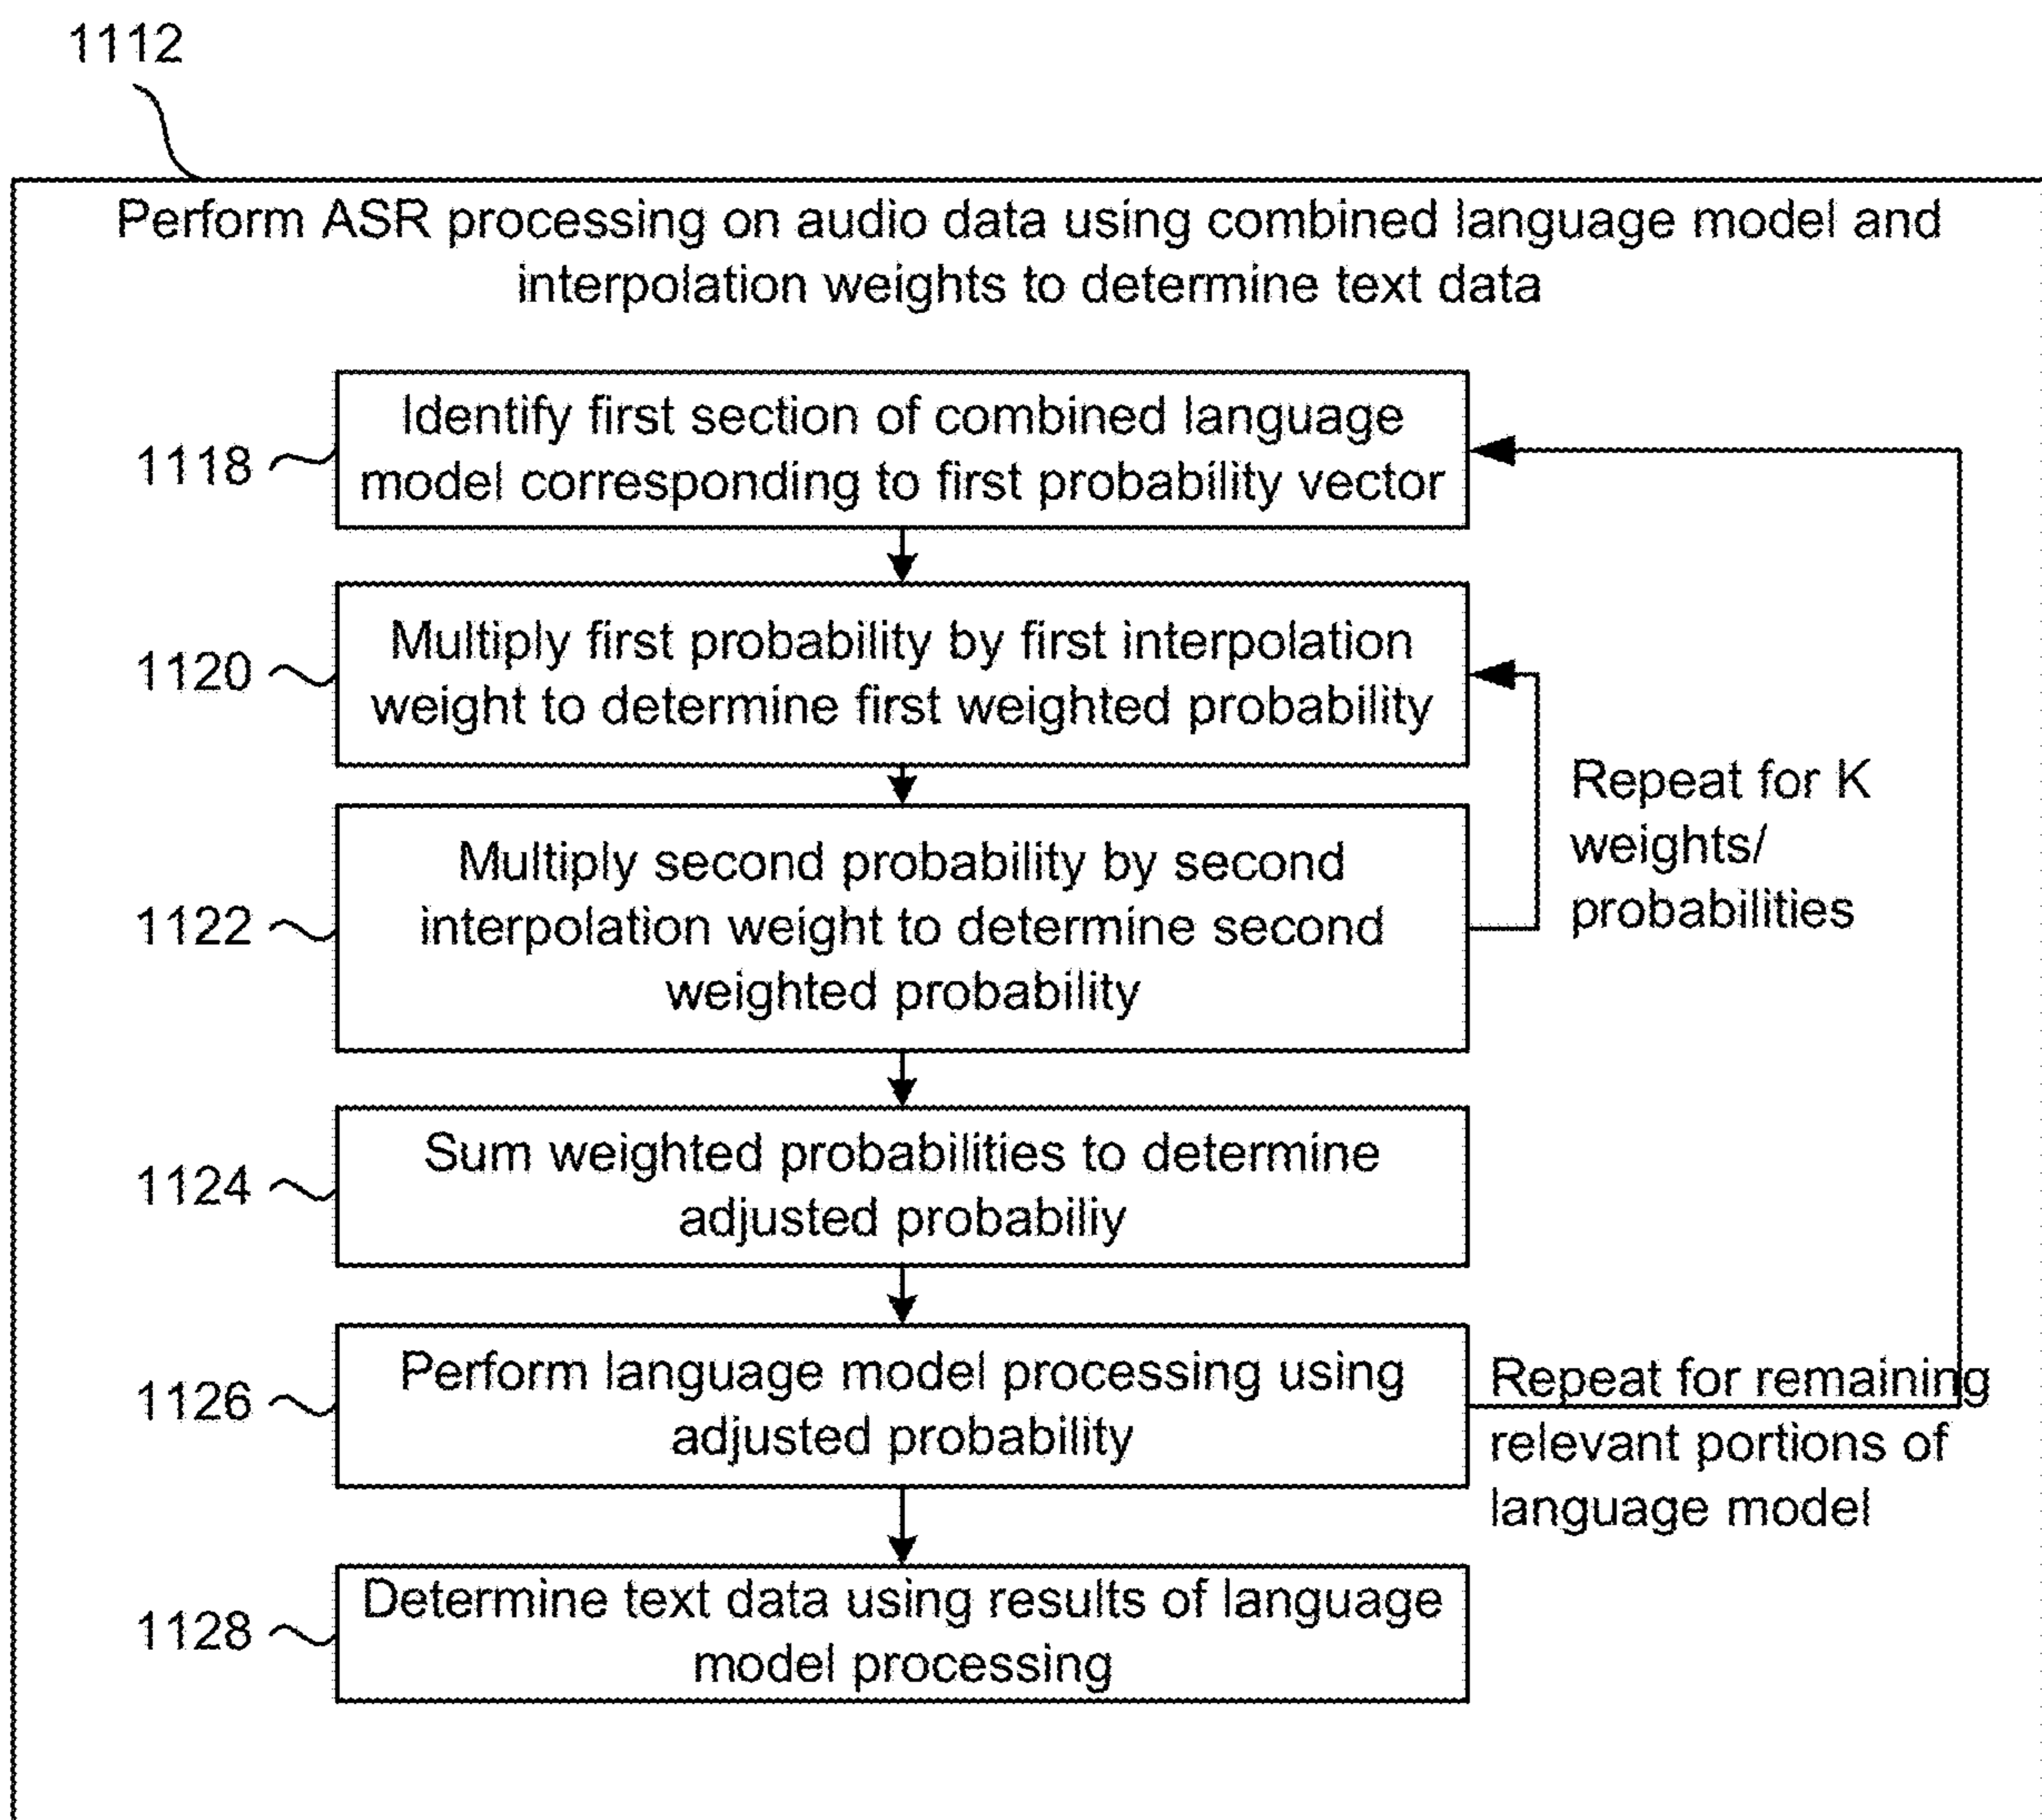 1112
Perform ASR processing on audio data using combined language model and
interpolation weights to determine text data
1118
Identify first section of combined language
model corresponding to first probability vector
1120
Multiply first probability by first interpolation
weight to determine first weighted probability
Repeat for K
weights/
probabilities
1122
Multiply second probability by second
interpolation weight to determine second
weighted probability
1124
Sum weighted probabilities to determine
adjusted probabiliy
1126
Perform language model processing using
adjusted probability
Repeat for remaining
relevant portions of
language model
1128
Determine text data using results of language
model processing